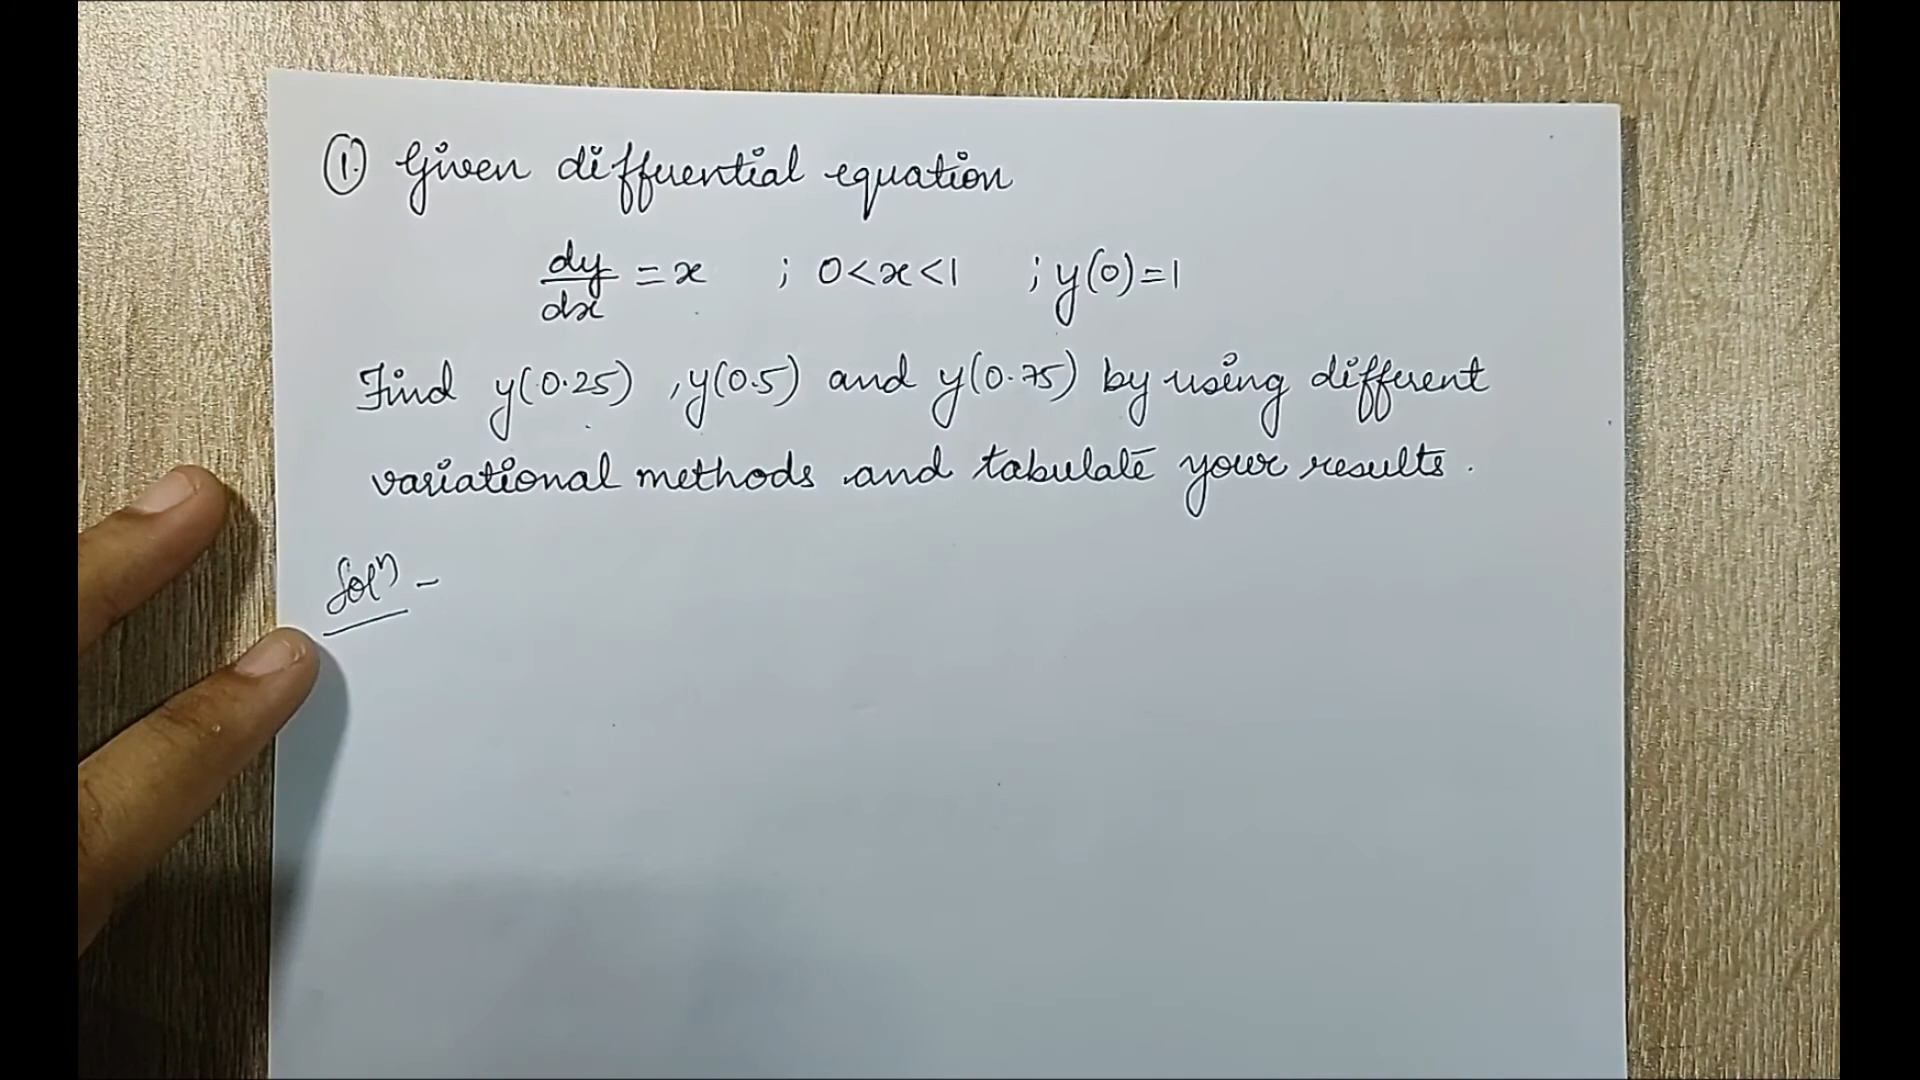 1. Given differential equation
dy/dx = x ; 0<x<1 ; y(0)=1
Find y(0.25), y(0.5) and y(0.75) by using different
variational methods and tabulate your results.
Solⁿ -